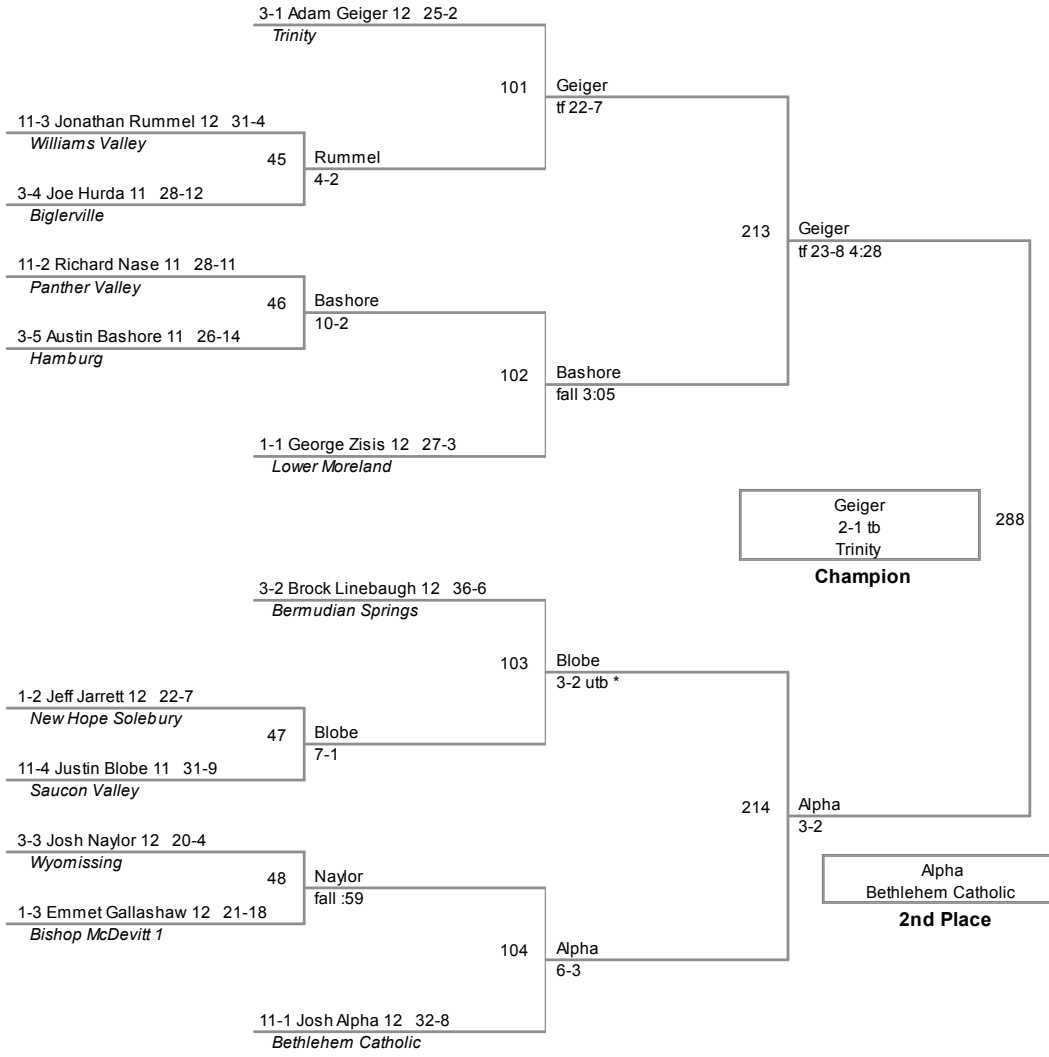 3-1 Adam Geiger 12 25-2
Trinity
101
Geiger
tf 22-7
11-3 Jonathan Rummel 12 31-4
Williams Valley
45
Rummel
4-2
3-4 Joe Hurda 11 28-12
Biglerville
213
Geiger
tf 23-8 4:28
11-2 Richard Nase 11 28-11
Panther Valley
46
Bashore
10-2
3-5 Austin Bashore 11 26-14
Hamburg
102
Bashore
fall 3:05
1-1 George Zisis 12 27-3
Lower Moreland
Geiger
2-1 tb
Trinity
Champion
288
3-2 Brock Linebaugh 12 36-6
Bermudian Springs
103
Blobe
3-2 utb *
1-2 Jeff Jarrett 12 22-7
New Hope Solebury
47
Blobe
7-1
11-4 Justin Blobe 11 31-9
Saucon Valley
214
Alpha
3-2
3-3 Josh Naylor 12 20-4
Wyomissing
48
Naylor
fall :59
Alpha
Bethlehem Catholic
2nd Place
1-3 Emmet Gallashaw 12 21-18
Bishop McDevitt 1
104
Alpha
6-3
11-1 Josh Alpha 12 32-8
Bethlehem Catholic